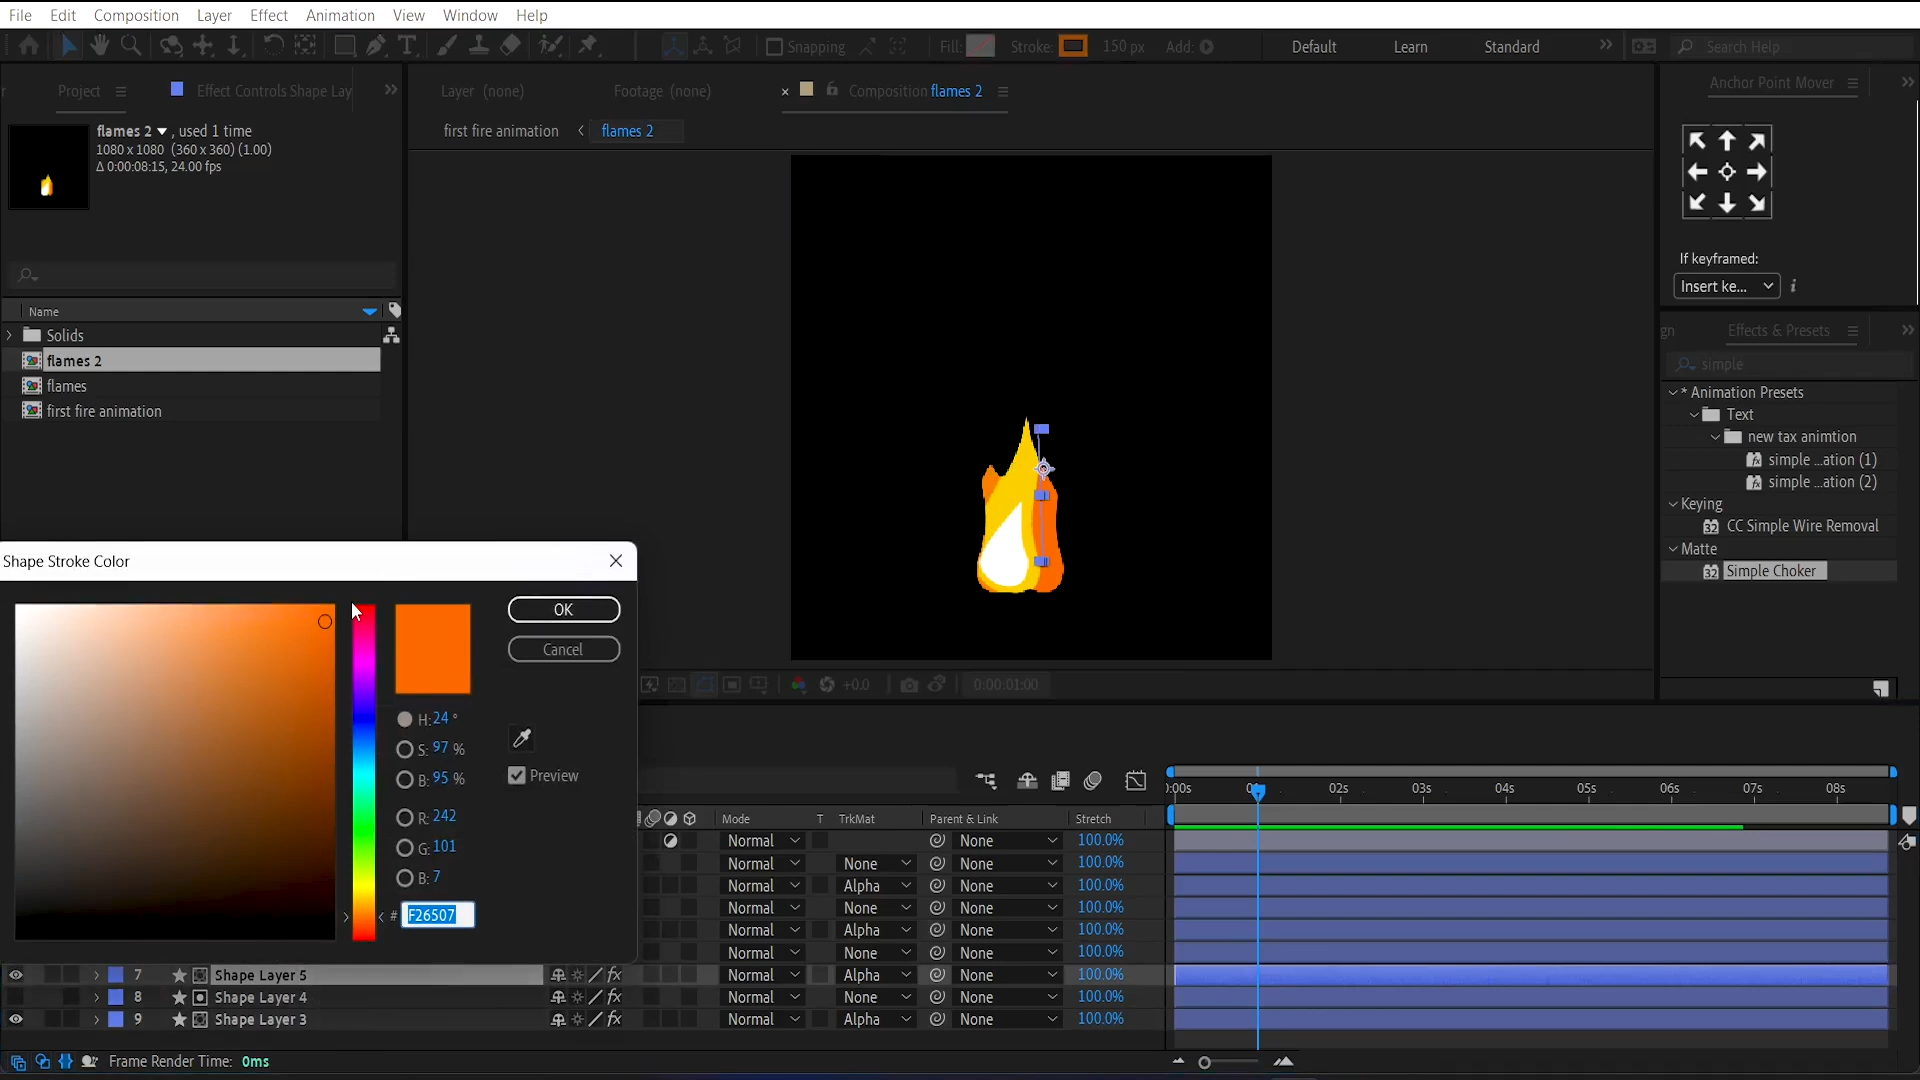 File Edit Composition Layer Effect Animation View Window Help
Snapping Fill: Stroke: 150 px Add: Default Learn Standard Search Help
Project Effect Controls Shape Lay Layer (none) Footage (none) × Composition flames 2 Anchor Point Mover
flames 2 , used 1 time
1080 x 1080 (360 x 360) (1.00)
Δ 0:00:08:15, 24.00 fps
first fire animation flames 2
If keyframed:
Insert ke... i
Name
Solids
flames 2
flames
first fire animation
gn Effects & Presets
simple
* Animation Presets
Text
new tax animtion
simple ...ation (1)
simple ...ation (2)
Keying
CC Simple Wire Removal
Matte
Simple Choker
Shape Stroke Color
OK
Cancel
H: 24 °
S: 97 %
B: 95 %
Preview
R: 242
G: 101
B: 7
# F26507
+0.0 0:00:01:00
):00s 02s 03s 04s 05s 06s 07s 08s
Mode T TrkMat Parent & Link Stretch
Normal None 100.0%
Normal None None 100.0%
Normal Alpha None 100.0%
Normal None None 100.0%
Normal Alpha None 100.0%
Normal None None 100.0%
7 Shape Layer 5 fx Normal Alpha None 100.0%
8 Shape Layer 4 fx Normal None None 100.0%
9 Shape Layer 3 fx Normal Alpha None 100.0%
Frame Render Time: 0ms